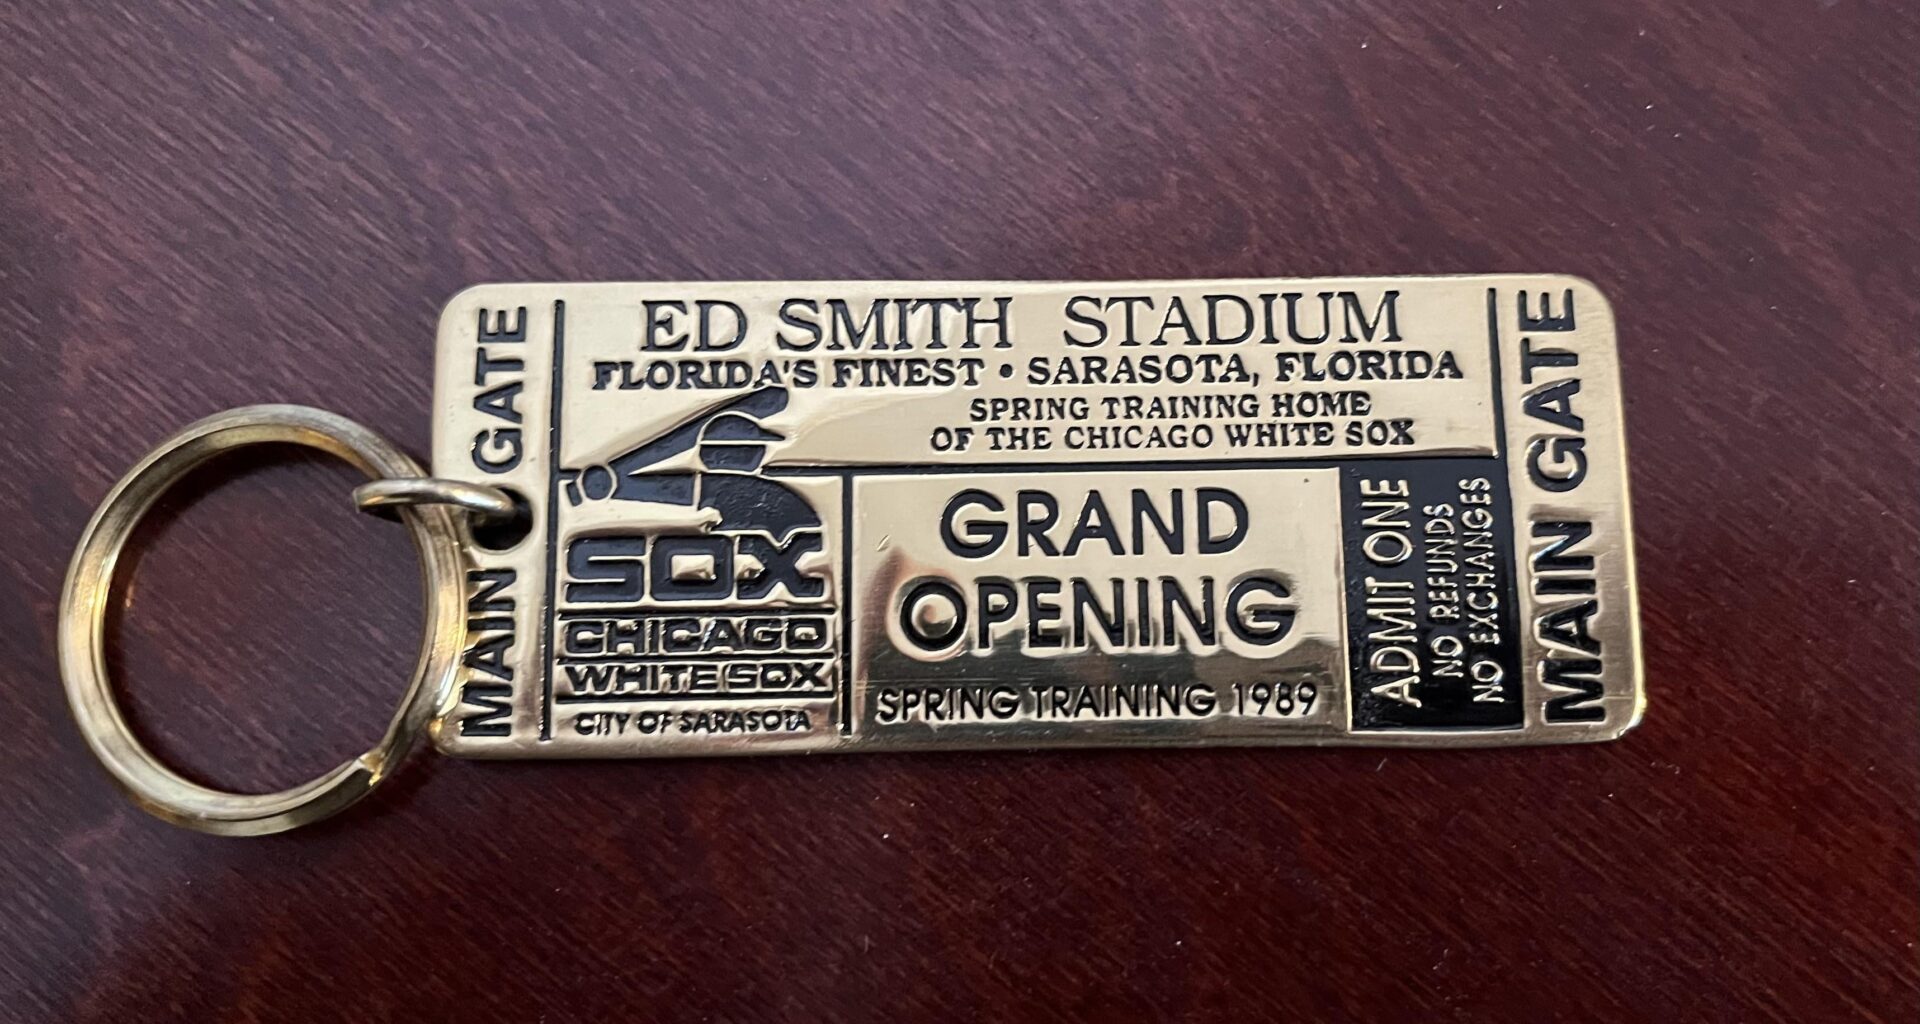 MAIN GATE
ED SMITH STADIUM
FLORIDA'S FINEST • SARASOTA, FLORIDA
SPRING TRAINING HOME
OF THE CHICAGO WHITE SOX
SOX
CHICAGO
WHITE SOX
CITY OF SARASOTA
GRAND
OPENING
SPRING TRAINING 1989
ADMIT ONE
NO REFUNDS
NO EXCHANGES
MAIN GATE